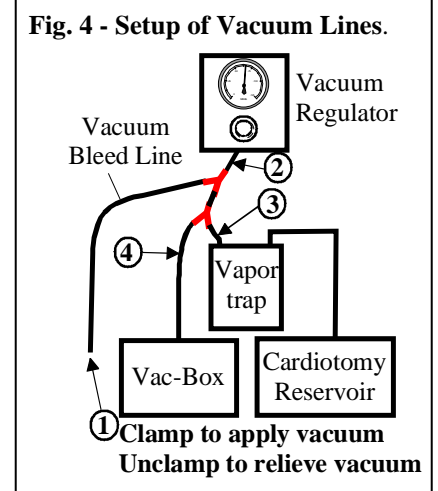 Fig. 4 - Setup of Vacuum Lines.
Vacuum
Regulator
Vacuum
Bleed Line
2
3
4
Vapor
trap
Vac-Box
Cardiotomy
Reservoir
1
Clamp to apply vacuum
Unclamp to relieve vacuum